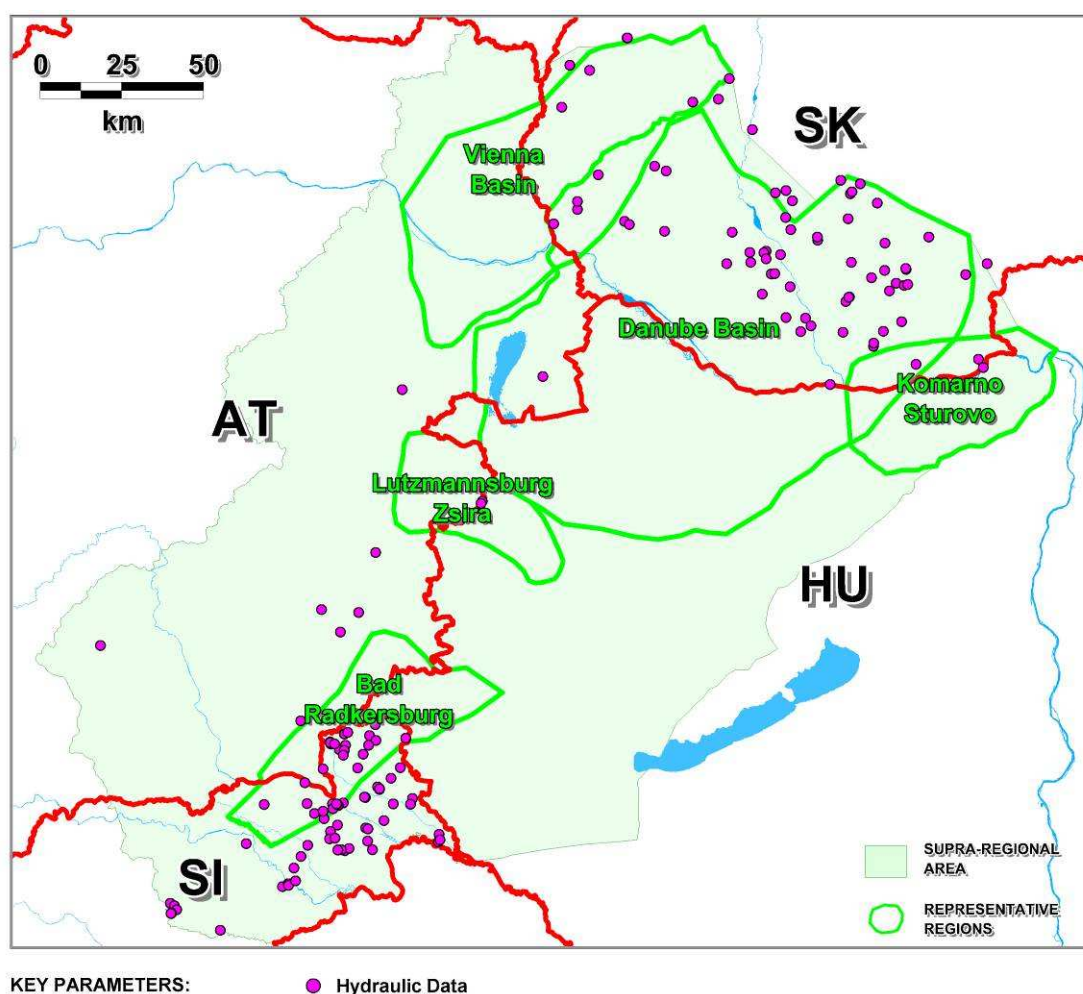 0 25 50
km
SK
Vienna
Basin
Danube Basin
AT
Komarno
Sturovo
Lutzmannsburg
Zsira
HU
Bad
Radkersburg
SI
SUPRA-REGIONAL
AREA
REPRESENTATIVE
REGIONS
KEY PARAMETERS: Hydraulic Data